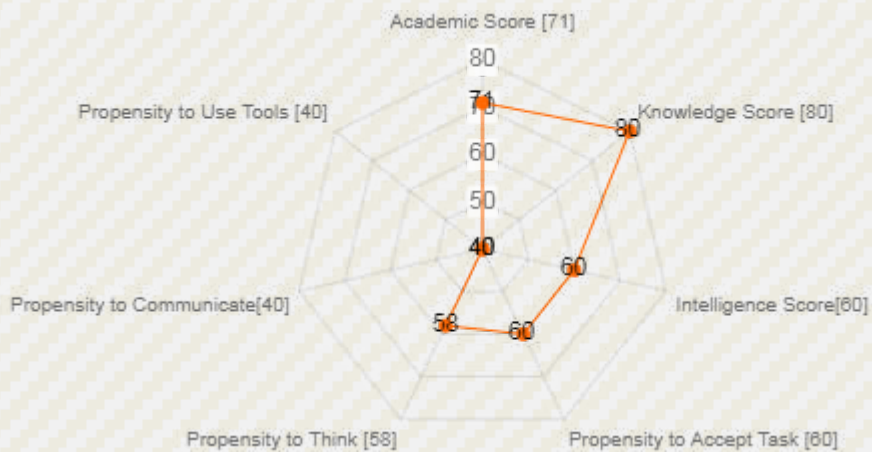 Academic Score [71]
80
Propensity to Use Tools [40]
71
70
Knowledge Score [80]
80
60
50
40
60
Propensity to Communicate[40]
Intelligence Score[60]
58
60
Propensity to Think [58]
Propensity to Accept Task [60]